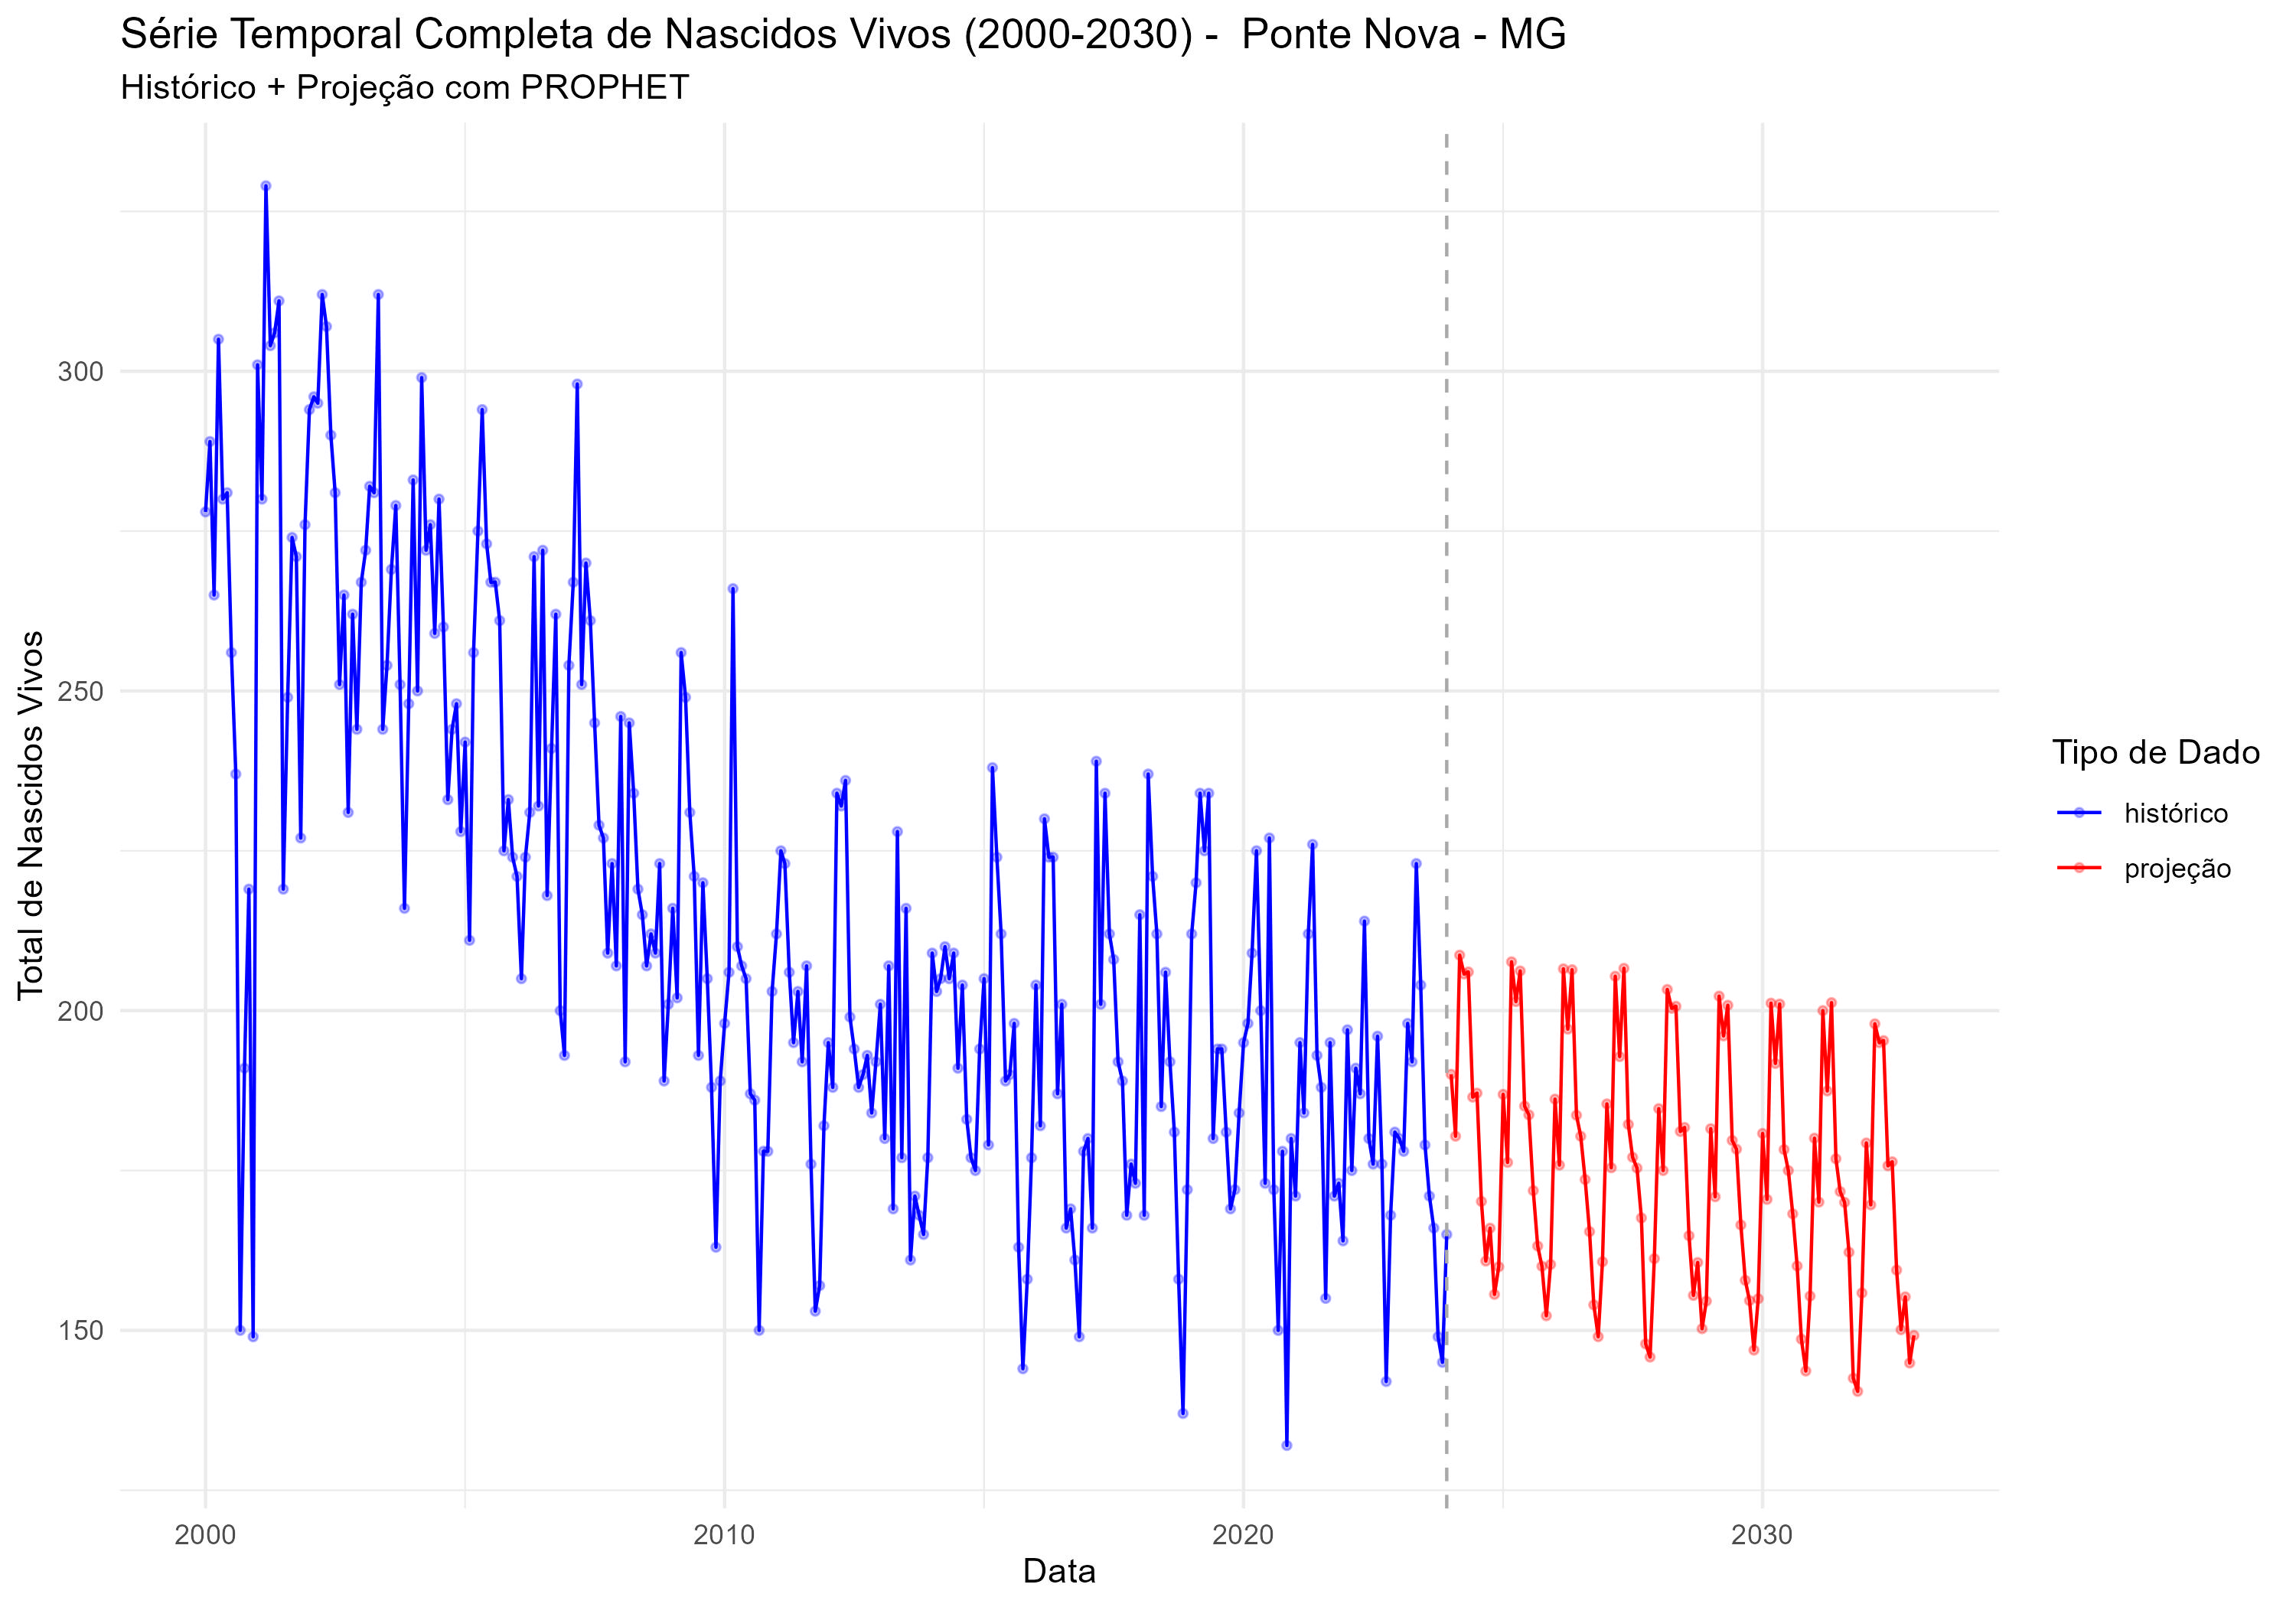 Série Temporal Completa de Nascidos Vivos (2000-2030) -  Ponte Nova - MG
Histórico + Projeção com PROPHET
Total de Nascidos Vivos
300
250
200
150
2000
2010
2020
2030
Data
Tipo de Dado
histórico
projeção